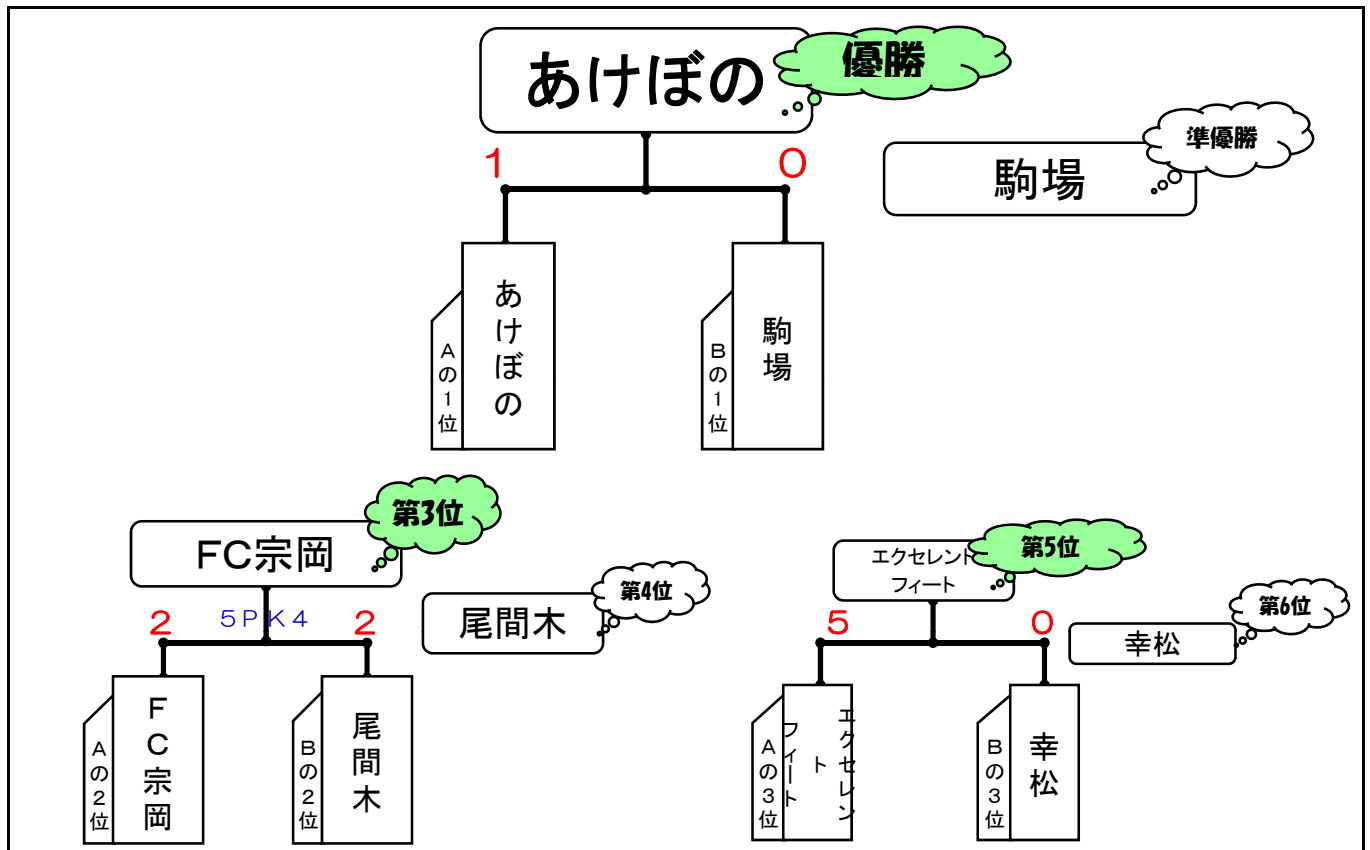 あけぼの
優勝
準優勝
駒場
1
0
あけぼの
Aの1位
駒場
Bの1位
第3位
FC宗岡
第4位
尾間木
2
5PK4
2
FC宗岡
Aの2位
尾間木
Bの2位
第5位
エクセレント
フィート
第6位
幸松
5
0
エクセレン
ト
フィート
Aの3位
幸松
Bの3位